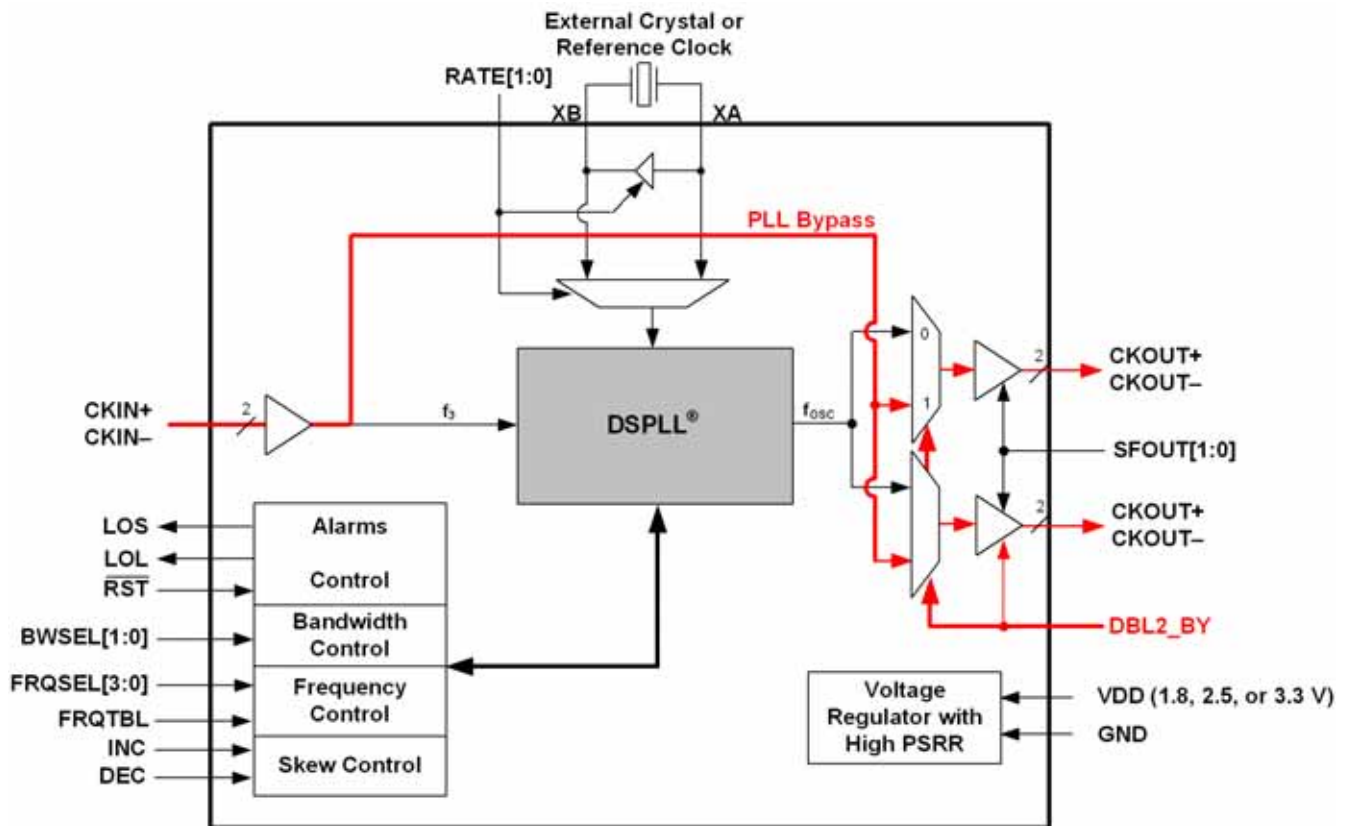 External Crystal or
Reference Clock
RATE[1:0]
XB
XA
PLL Bypass
0
1
2
CKOUT+
CKOUT–
CKIN+
CKIN–
2
f3
DSPLL®
fOSC
SFOUT[1:0]
2
CKOUT+
CKOUT–
LOS
LOL
RST
BWSEL[1:0]
FRQSEL[3:0]
FRQTBL
INC
DEC
Alarms
Control
Bandwidth
Control
Frequency
Control
Skew Control
DBL2_BY
Voltage
Regulator with
High PSRR
VDD (1.8, 2.5, or 3.3 V)
GND